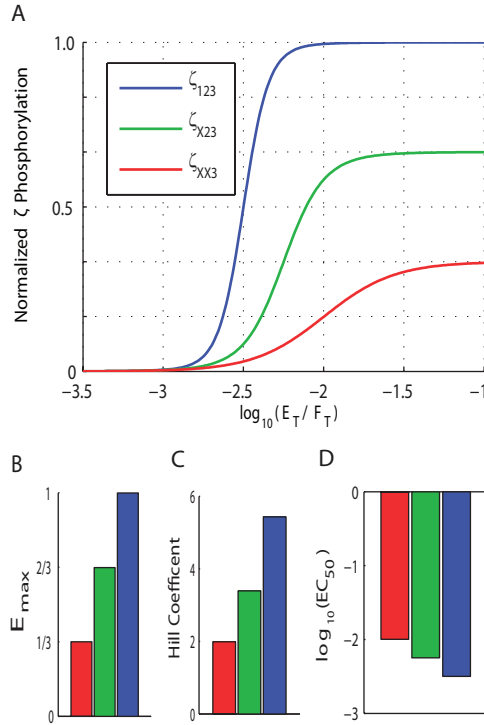 A
Normalized ζ Phosphorylation
1.0
0.5
0
ζ123
ζX23
ζXX3
−3.5 −3 −2.5 −2 −1.5 −1
log10(ET/FT)
B
C
D
Emax
1
2/3
1/3
0
Hill Coefficent
6
4
2
0
log10(EC50)
0
−1
−2
−3